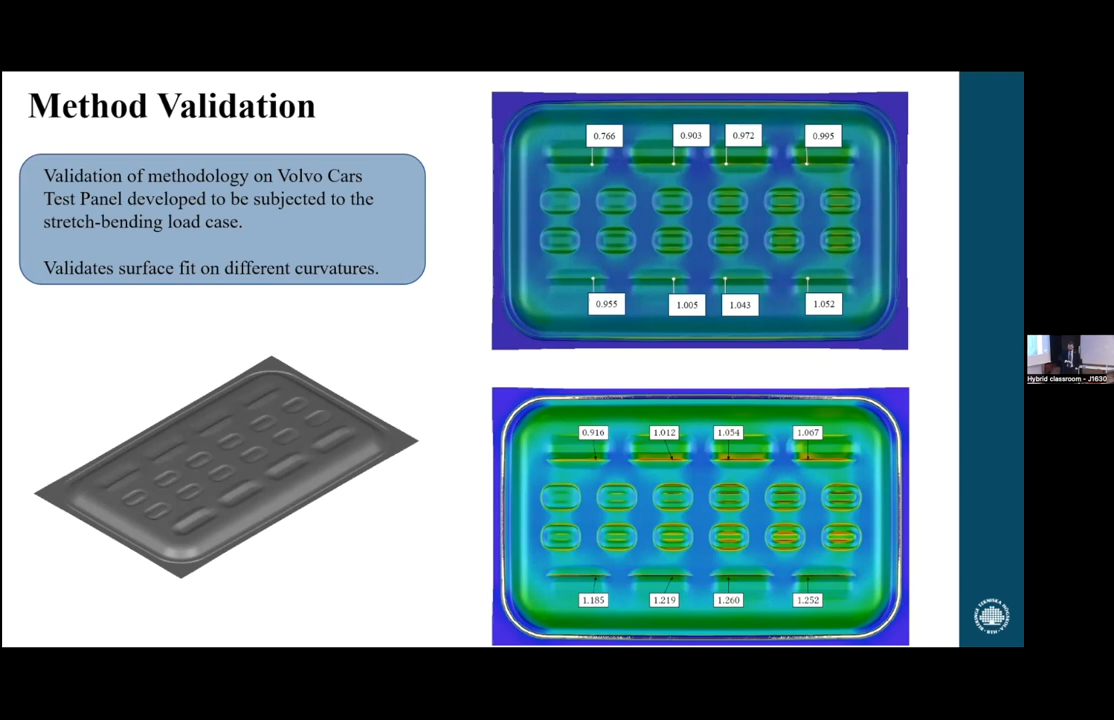 Method Validation
Validation of methodology on Volvo Cars
Test Panel developed to be subjected to the
stretch-bending load case.
Validates surface fit on different curvatures.
0.766
0.903
0.972
0.995
0.955
1.005
1.043
1.052
0.916
1.012
1.054
1.067
1.185
1.219
1.260
1.252
Hybrid classroom - J1630
BTH